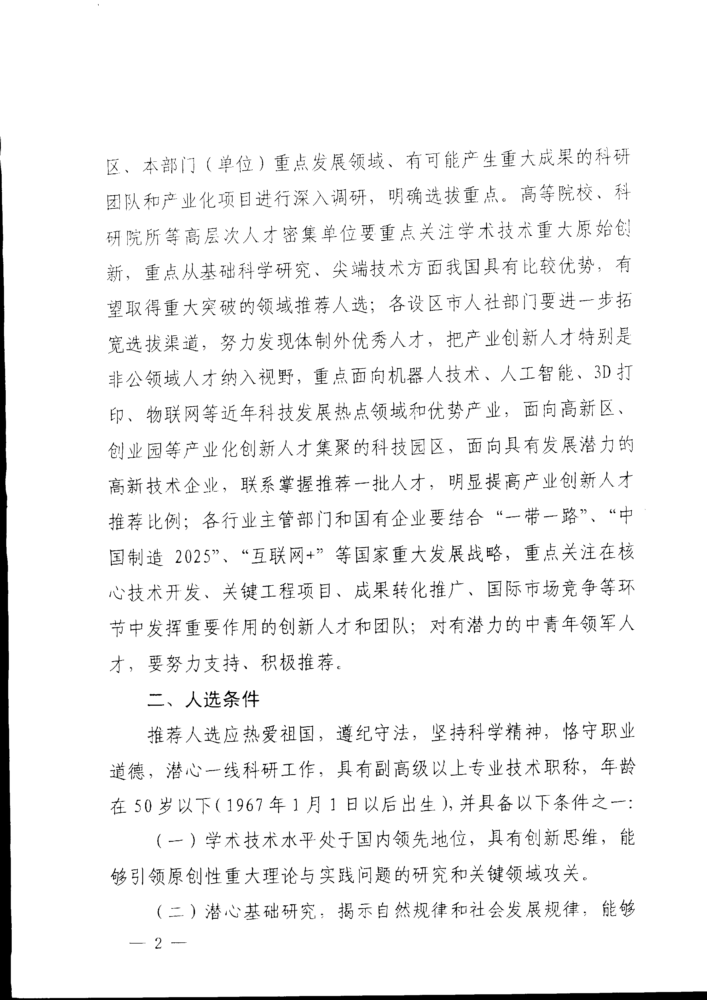 区、本部门（单位）重点发展领域、有可能产生重大成果的科研
团队和产业化项目进行深入调研，明确选拔重点。高等院校、科
研院所等高层次人才密集单位要重点关注学术技术重大原始创
新，重点从基础科学研究、尖端技术方面我国具有比较优势，有
望取得重大突破的领域推荐人选；各设区市人社部门要进一步拓
宽选拔渠道，努力发现体制外优秀人才，把产业创新人才特别是
非公领域人才纳入视野，重点面向机器人技术、人工智能、3D打
印、物联网等近年科技发展热点领域和优势产业，面向高新区、
创业园等产业化创新人才集聚的科技园区，面向具有发展潜力的
高新技术企业，联系掌握推荐一批人才，明显提高产业创新人才
推荐比例；各行业主管部门和国有企业要结合“一带一路”、“中
国制造 2025”、“互联网+”等国家重大发展战略，重点关注在核
心技术开发、关键工程项目、成果转化推广、国际市场竞争等环
节中发挥重要作用的创新人才和团队；对有潜力的中青年领军人
才，要努力支持、积极推荐。
二、人选条件
推荐人选应热爱祖国，遵纪守法，坚持科学精神，恪守职业
道德，潜心一线科研工作，具有副高级以上专业技术职称，年龄
在50岁以下（1967年1月1日以后出生），并具备以下条件之一：
（一）学术技术水平处于国内领先地位，具有创新思维，能
够引领原创性重大理论与实践问题的研究和关键领域攻关。
（二）潜心基础研究，揭示自然规律和社会发展规律，能够
— 2 —